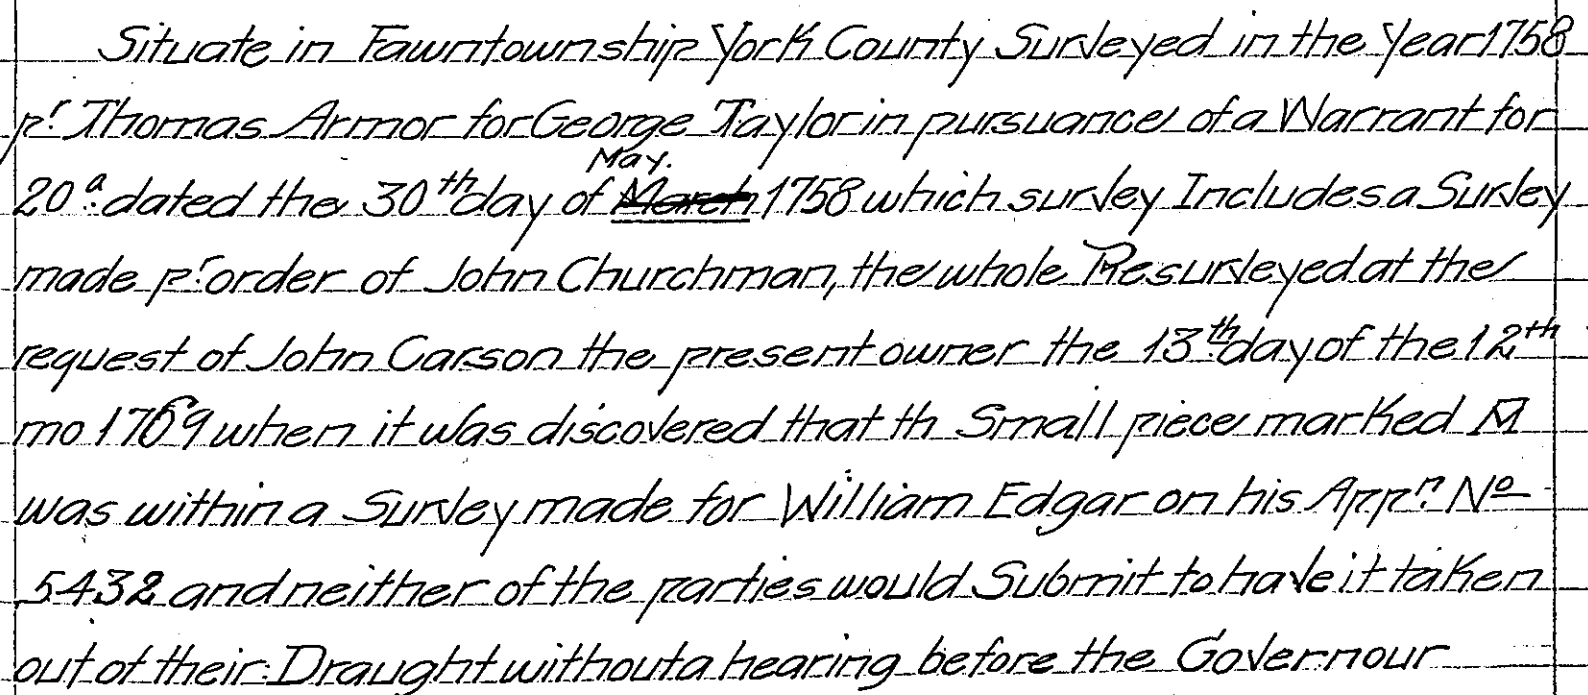 Situate in Fawntownship York County Surveyed in the Year 1758
pr. Thomas Armor for George Taylor in pursuance of a Warrant for
May.
20a. dated the 30th day of March 1758 which survey Includes a Survey
made pr. order of John Churchman, the whole Resurveyed at the
request of John Carson the present owner the 13th. day of the 12th
mo 1769 when it was discovered that th Small piece marked M
was within a Survey made for William Edgar on his Appn. No
5432 and neither of the parties would Submit to have it taken
out of their Draught without a hearing before the Governour